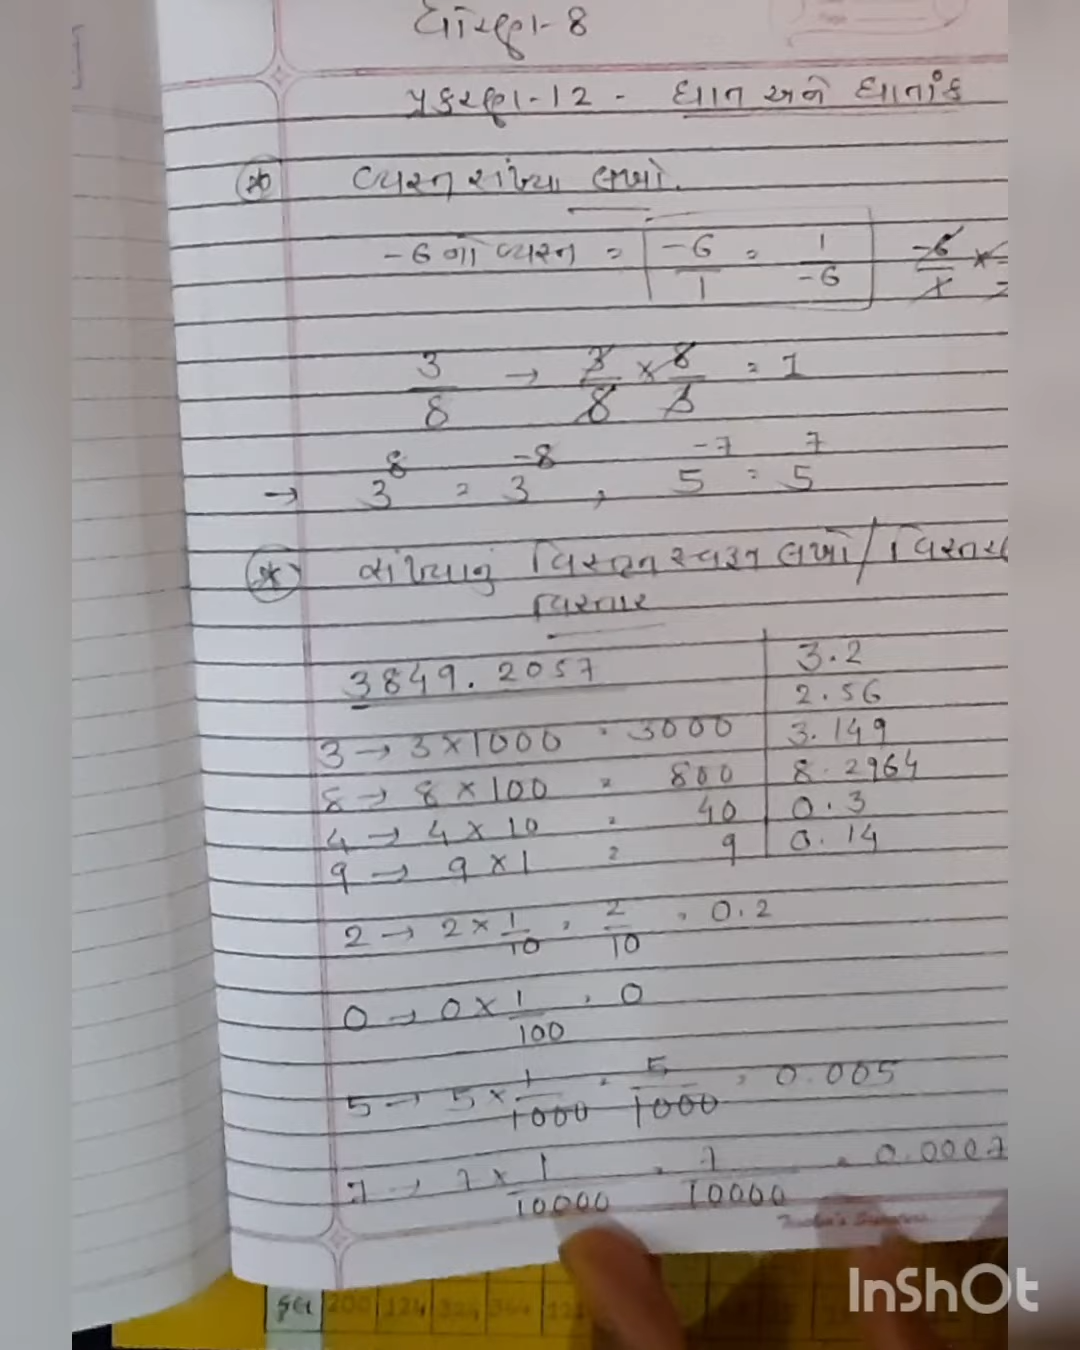 ધોરણ - 8
પ્રકરણ - 12 - ઘાત અને ઘાતાંક
વ્યસ્ત સંખ્યા લખો.
-6 નો વ્યસ્ત = -6/1 = 1/-6   -6/1 ×
3/8 → 3/8 × 8/3 = 1
→ 3^8 = 3^-8 , 5^-7 = 5^7
* સંખ્યાનું વિસ્તૃત સ્વરૂપ લખો /
વિસ્તાર
3849.2057
3.2
2.56
3 → 3×1000 = 3000 3.149
8 → 8×100 = 800 8.2964
4 → 4×10 = 40 0.3
9 → 9×1 = 9 0.14
2 → 2×1/10 = 2/10 = 0.2
0 → 0×1/100 = 0
5 → 5×1/1000 = 5/1000 = 0.005
7 → 7×1/10000 = 7/10000 = 0.0007
InShOt